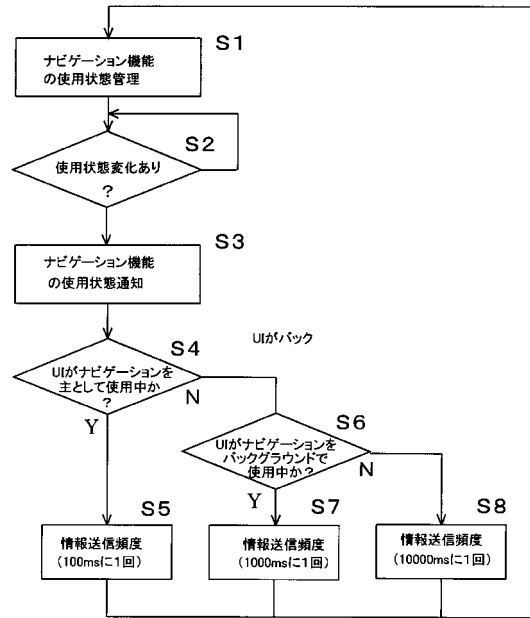 S1
ナビゲーション機能
の使用状態管理
S2
使用状態変化あり
?
S3
ナビゲーション機能
の使用状態通知
UIがバック
S4
UIがナビゲーションを
主として使用中か
?
N
Y
S6
UIがナビゲーションを
バックグラウンドで
使用中か?
N
Y
S5
情報送信頻度
(100msに1回)
S7
情報送信頻度
(1000msに1回)
S8
情報送信頻度
(10000msに1回)